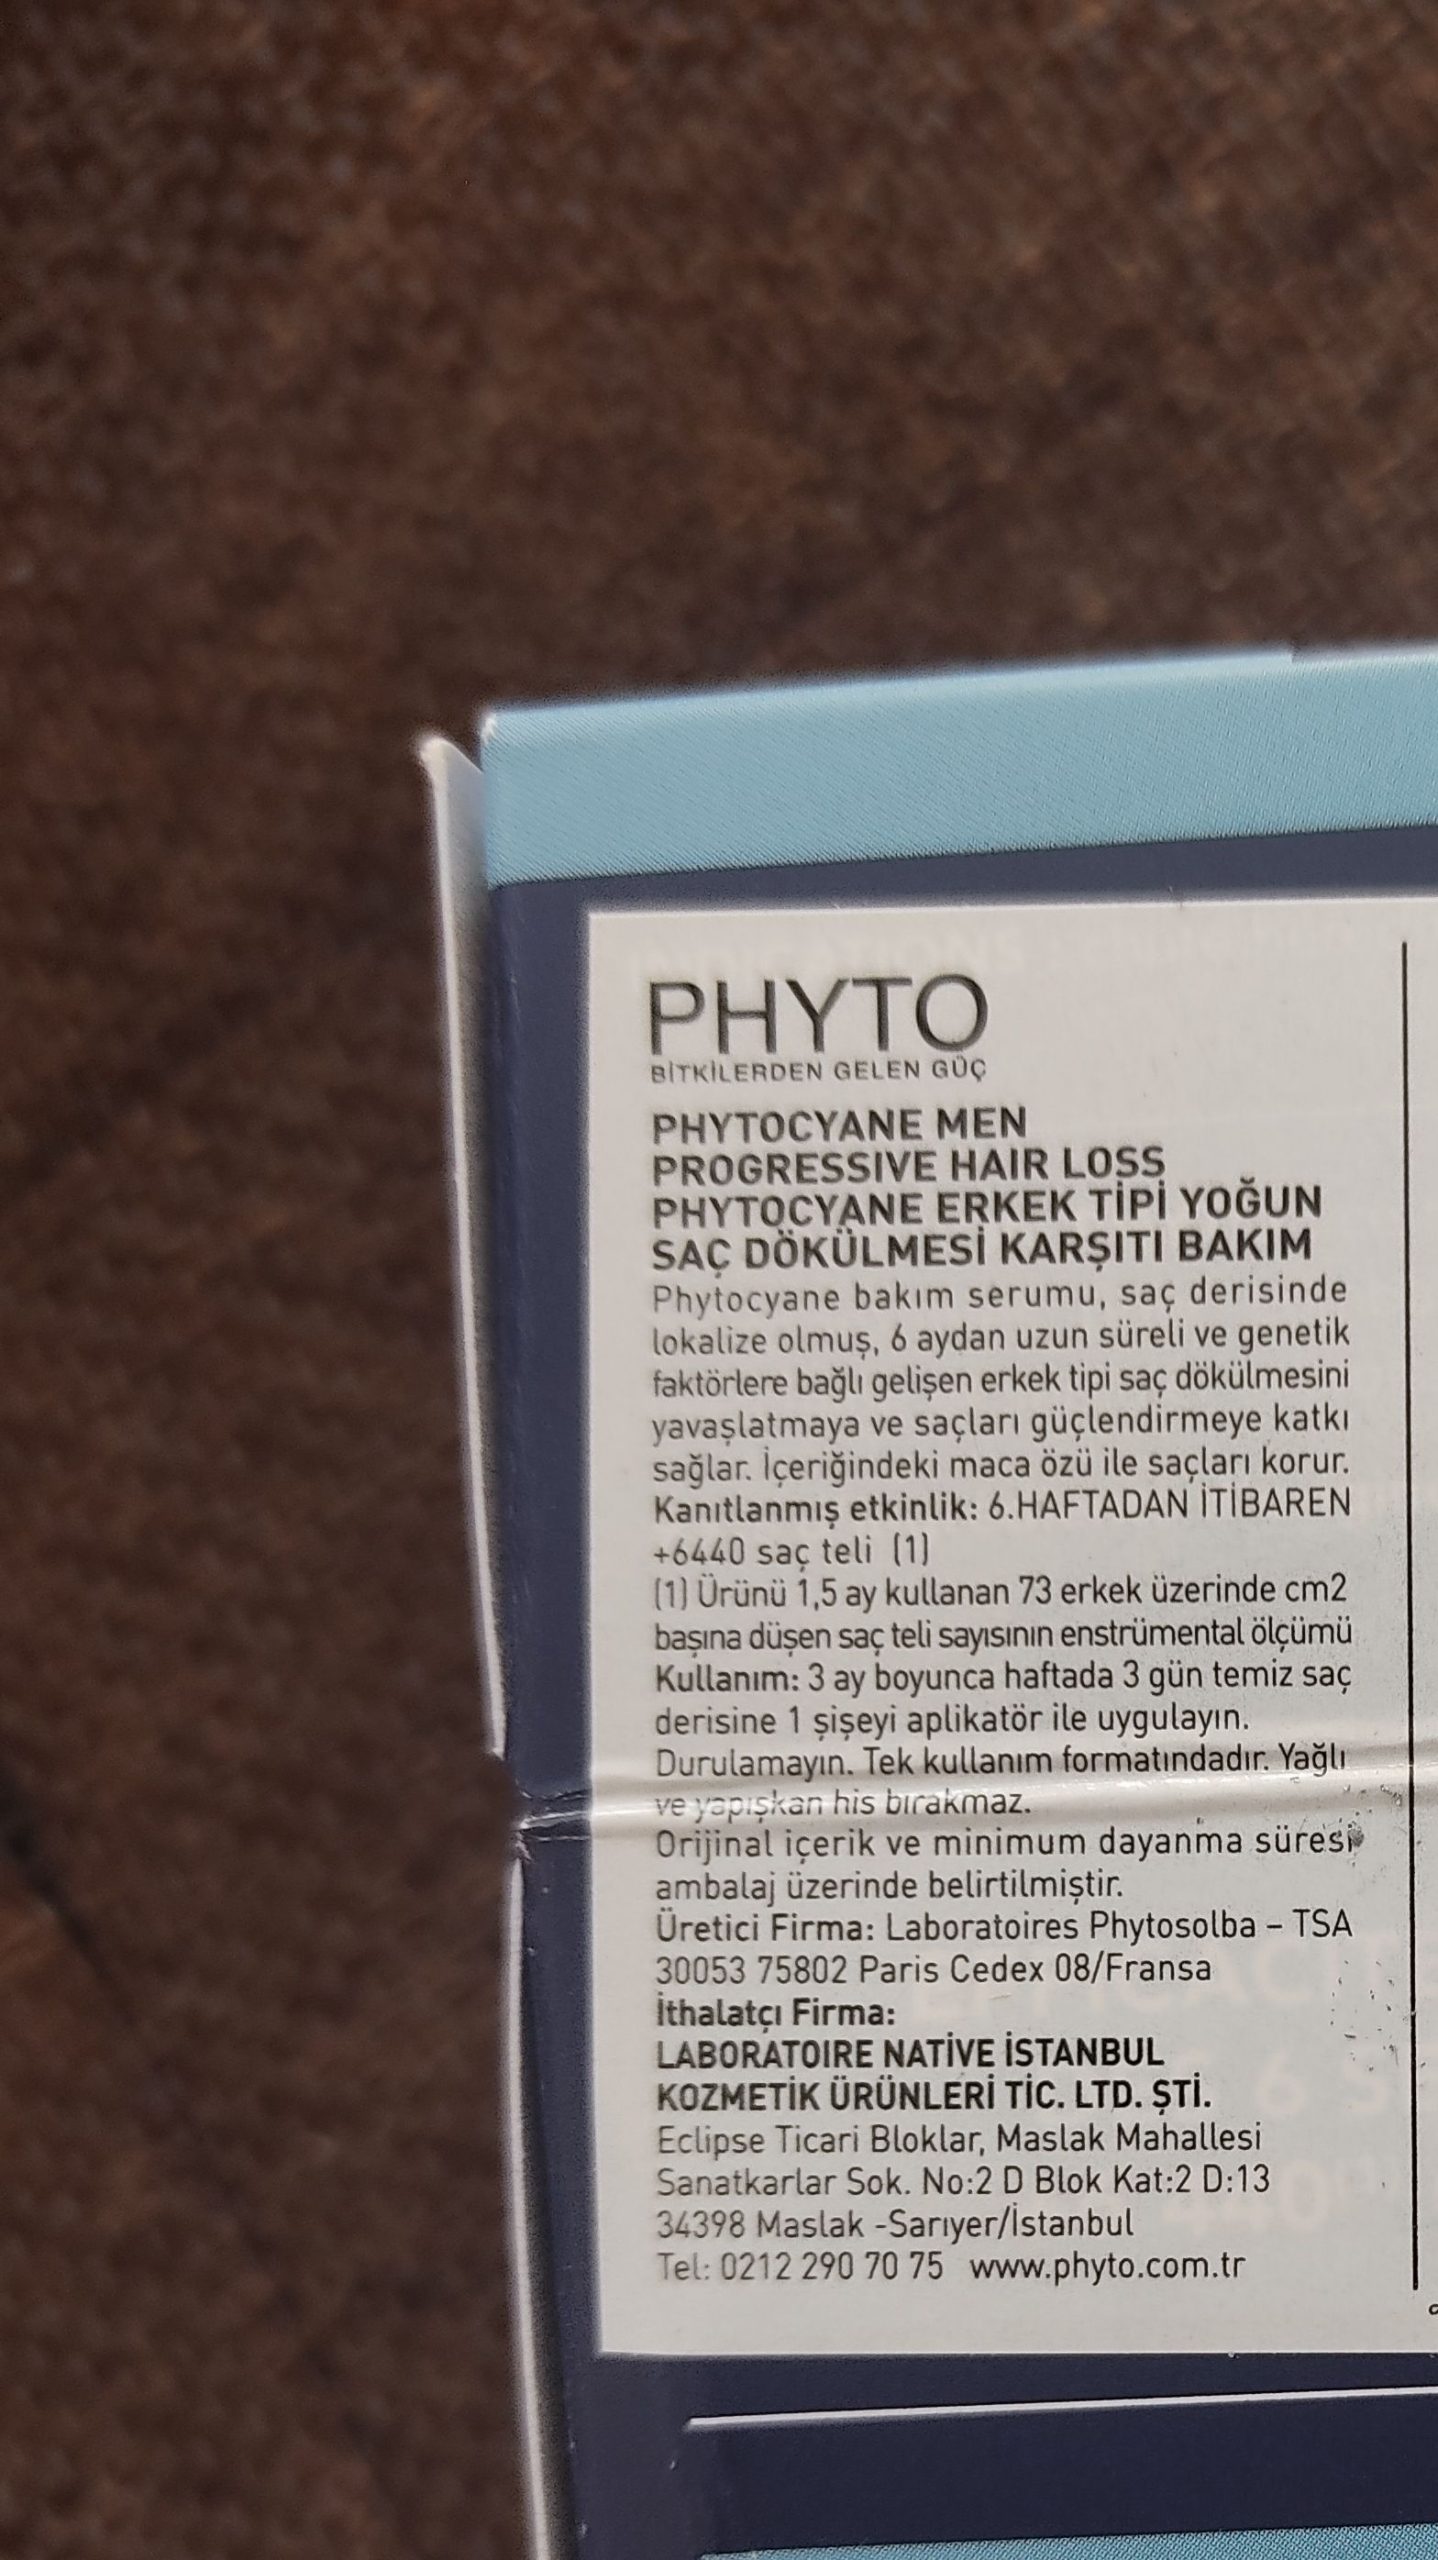 PHYTO
BİTKİLERDEN GELEN GÜÇ
PHYTOCYANE MEN
PROGRESSIVE HAIR LOSS
PHYTOCYANE ERKEK TİPİ YOĞUN
SAÇ DÖKÜLMESİ KARŞITI BAKIM
Phytocyane bakım serumu, saç derisinde
lokalize olmuş, 6 aydan uzun süreli ve genetik
faktörlere bağlı gelişen erkek tipi saç dökülmesini
yavaşlatmaya ve saçları güçlendirmeye katkı
sağlar. İçeriğindeki maca özü ile saçları korur.
Kanıtlanmış etkinlik: 6.HAFTADAN İTİBAREN
+6440 saç teli (1)
(1) Ürünü 1,5 ay kullanan 73 erkek üzerinde cm2
başına düşen saç teli sayısının enstrümental ölçümü
Kullanım: 3 ay boyunca haftada 3 gün temiz saç
derisine 1 şişeyi aplikatör ile uygulayın.
Durulamayın. Tek kullanım formatındadır. Yağlı
ve yapışkan his bırakmaz.
Orijinal içerik ve minimum dayanma süresi
ambalaj üzerinde belirtilmiştir.
Üretici Firma: Laboratoires Phytosolba – TSA
30053 75802 Paris Cedex 08/Fransa
İthalatçı Firma:
LABORATOIRE NATİVE İSTANBUL
KOZMETİK ÜRÜNLERİ TİC. LTD. ŞTİ.
Eclipse Ticari Bloklar, Maslak Mahallesi
Sanatkarlar Sok. No:2 D Blok Kat:2 D:13
34398 Maslak -Sarıyer/İstanbul
Tel: 0212 290 70 75 www.phyto.com.tr